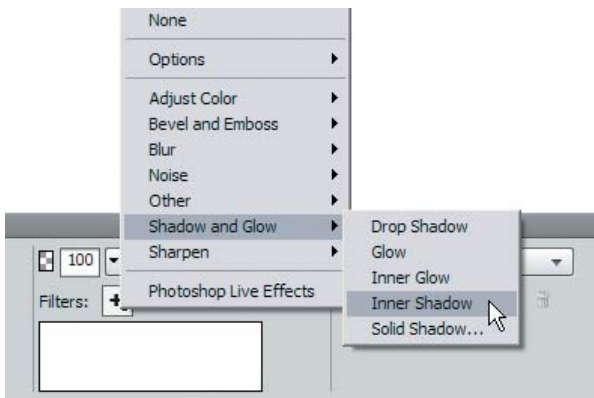 None
Options
Adjust Color
Bevel and Emboss
Blur
Noise
Other
Shadow and Glow
Sharpen
Photoshop Live Effects
Drop Shadow
Glow
Inner Glow
Inner Shadow
Solid Shadow...
100
Filters: